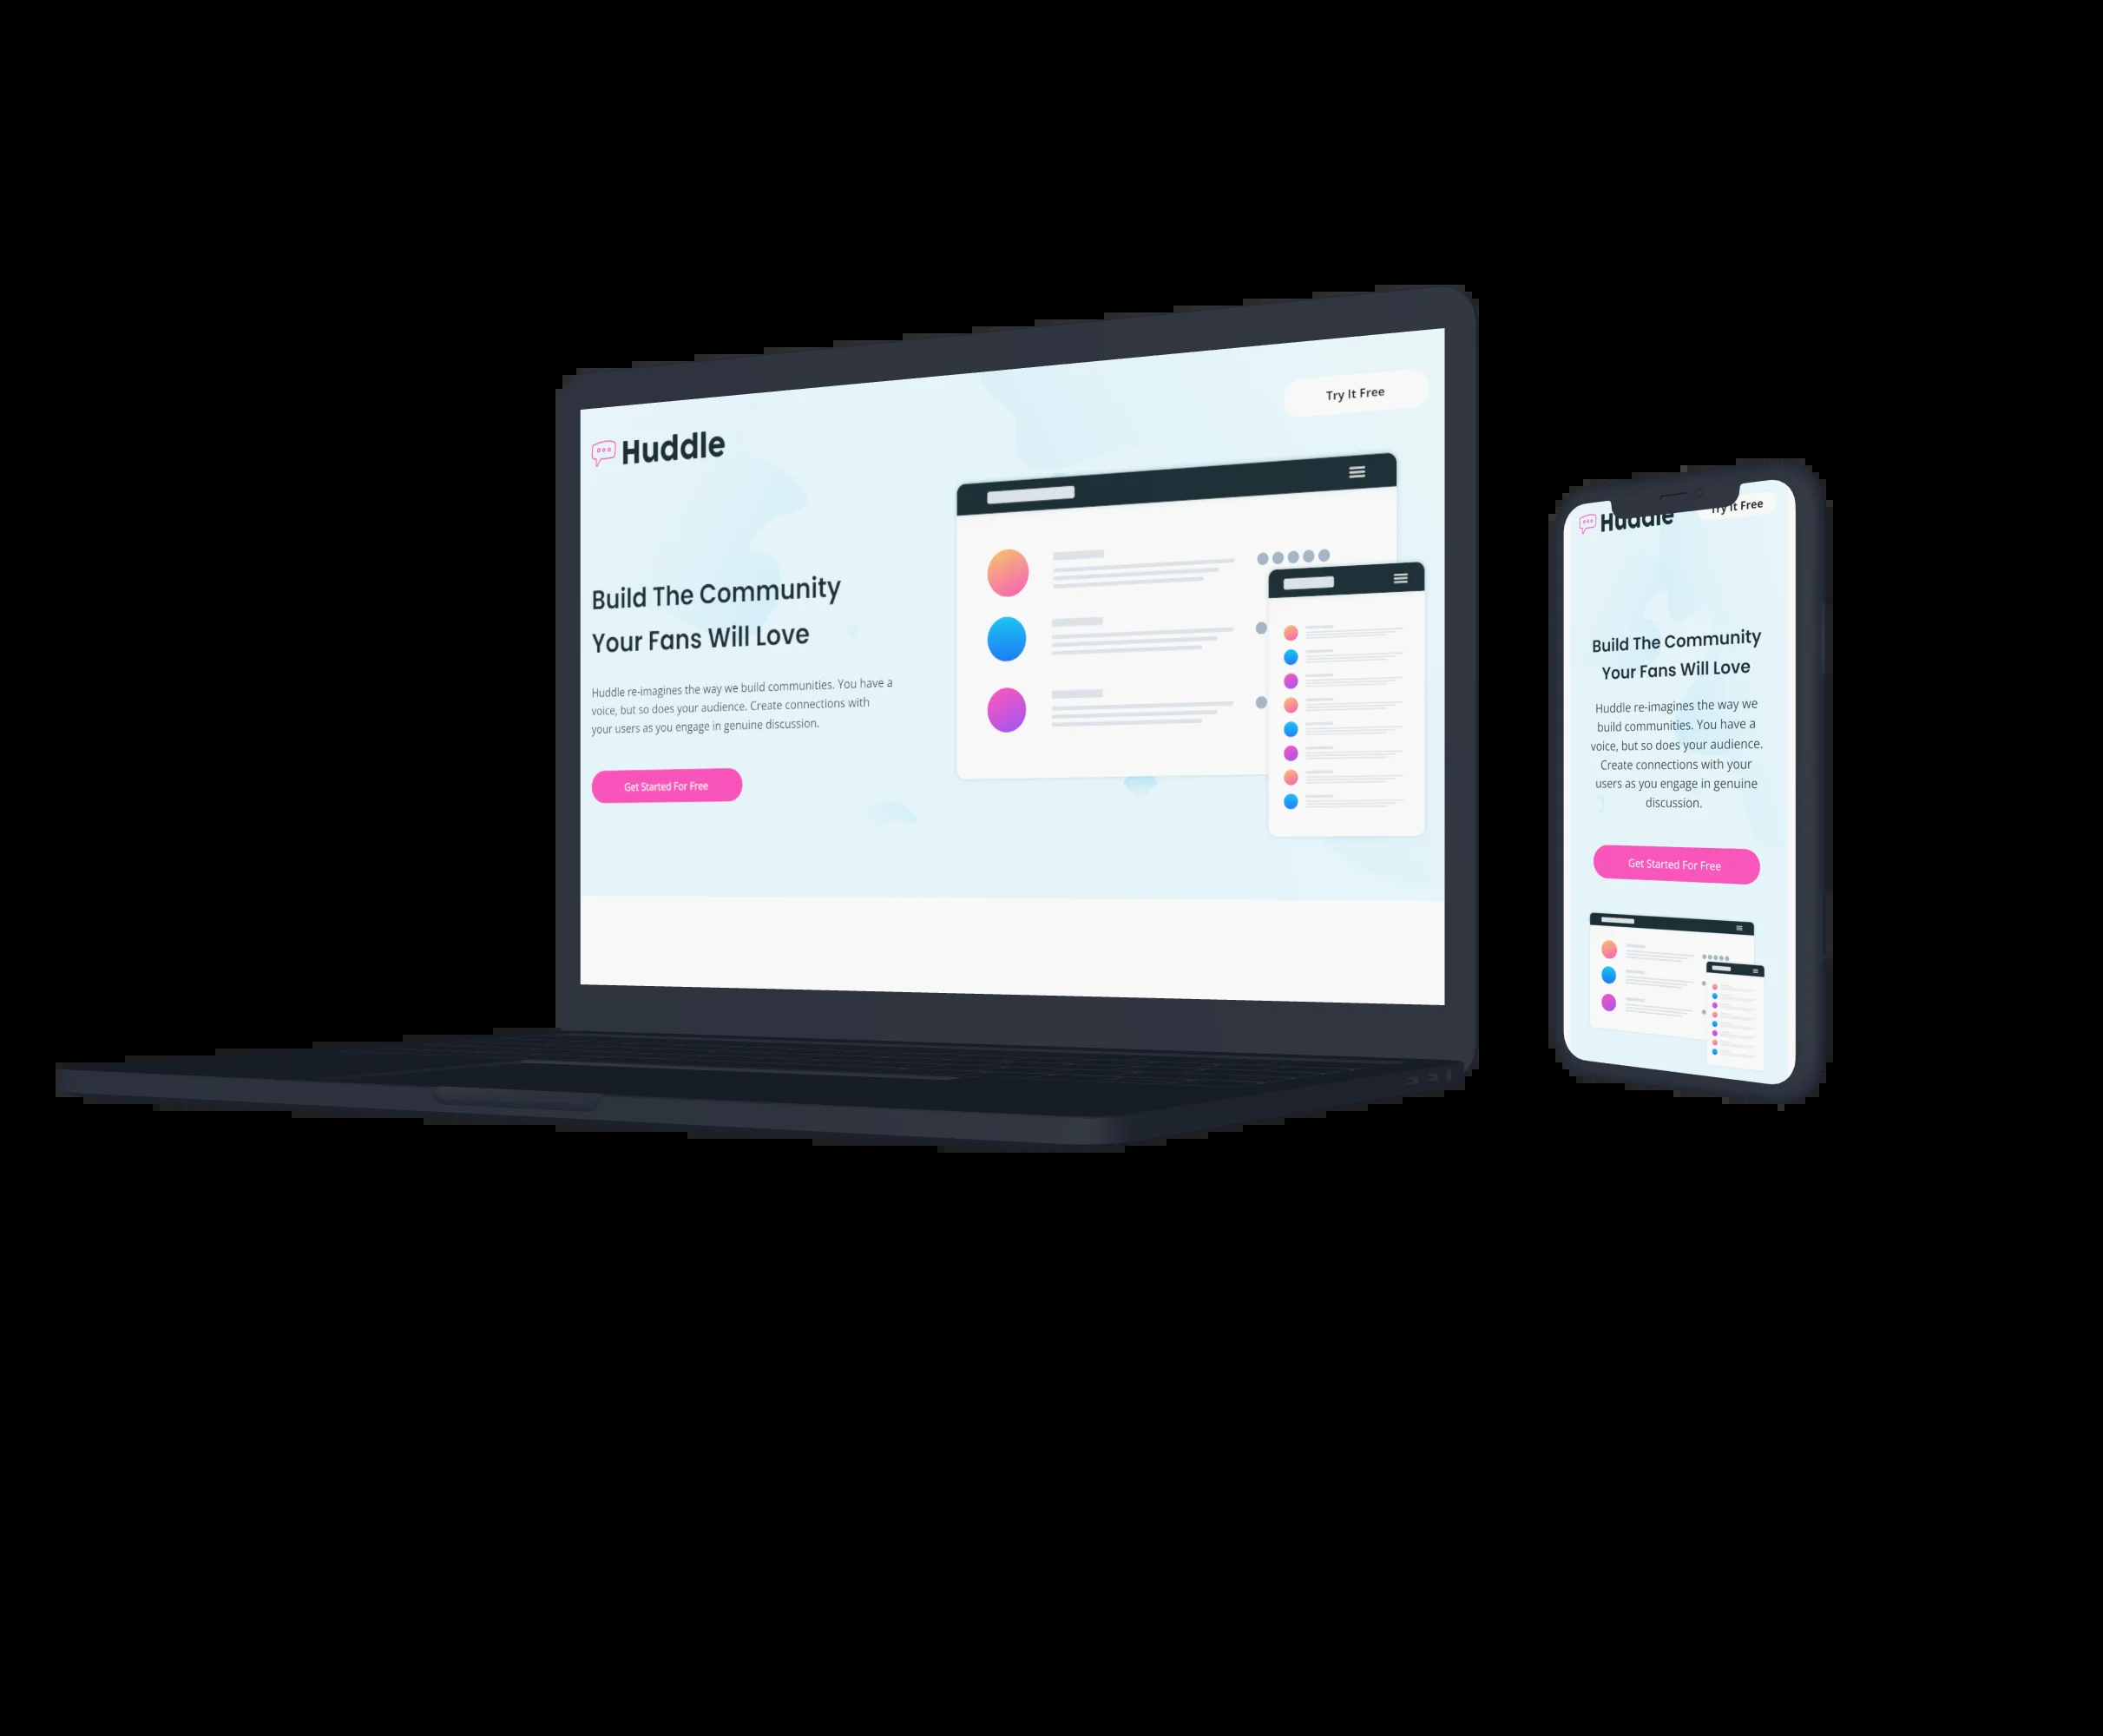 Try It Free
Huddle
Build The Community
Your Fans Will Love
Huddle re-imagines the way we build communities. You have a
voice, but so does your audience. Create connections with
your users as you engage in genuine discussion.
Get Started For Free
Huddle
Try It Free
Build The Community
Your Fans Will Love
Huddle re-imagines the way we
build communities. You have a
voice, but so does your audience.
Create connections with your
users as you engage in genuine
discussion.
Get Started For Free